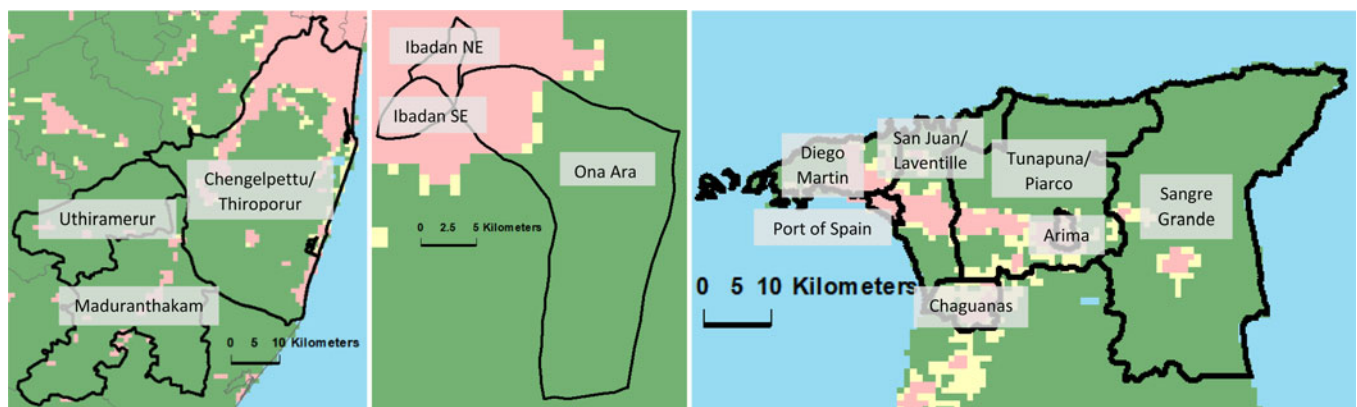 Chengelpettu/
Thiroporur
Uthiramerur
Maduranthakam
0 5 10
Kilometers
Ibadan NE
Ibadan SE
Ona Ara
0 2.5 5
Kilometers
Diego
Martin
San Juan/
Laventille
Tunapuna/
Piarco
Sangre
Grande
Port of Spain
Arima
0 5 10 Kilometers
Chaguanas